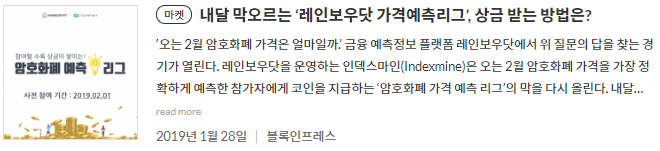 참여할 수록 상금이 쌓이는!
암호화폐 예측
리그
사전 참여 기간 : 2019.02.01
마켓
내달 막오르는 ‘레인보우닷 가격예측리그’, 상금 받는 방법은?
‘오는 2월 암호화폐 가격은 얼마일까.’ 금융 예측정보 플랫폼 레인보우닷에서 위 질문의 답을 찾는 경
기가 열린다. 레인보우닷을 운영하는 인덱스마인(Indexmine)은 오는 2월 암호화폐 가격을 가장 정
확하게 예측한 참가자에게 코인을 지급하는 ‘암호화폐 가격 예측 리그’의 막을 다시 올린다. 내달...
read more
2019년 1월 28일 | 블록인프레스